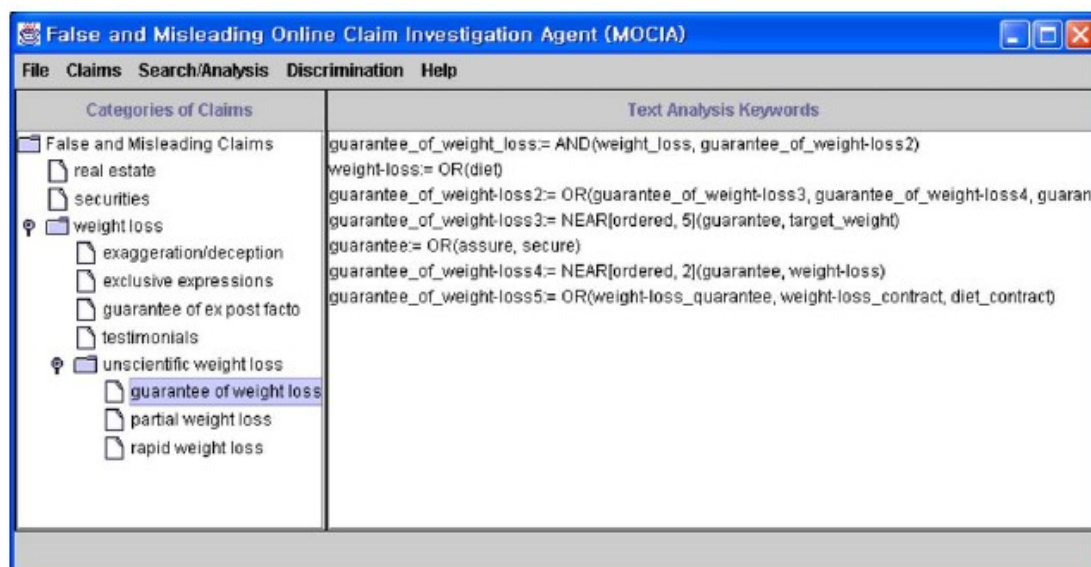 False and Misleading Online Claim Investigation Agent (MOCIA)
File Claims Search/Analysis Discrimination Help
Categories of Claims
False and Misleading Claims
real estate
securities
weight loss
exaggeration/deception
exclusive expressions
guarantee of ex post facto
testimonials
unscientific weight loss
guarantee of weight loss
partial weight loss
rapid weight loss
Text Analysis Keywords
guarantee_of_weight_loss:= AND(weight_loss, guarantee_of_weight-loss2)
weight-loss:= OR(diet)
guarantee_of_weight-loss2:= OR(guarantee_of_weight-loss3, guarantee_of_weight-loss4, guaran
guarantee_of_weight-loss3:= NEAR[ordered, 5](guarantee, target_weight)
guarantee:= OR(assure, secure)
guarantee_of_weight-loss4:= NEAR[ordered, 2](guarantee, weight-loss)
guarantee_of_weight-loss5:= OR(weight-loss_quarantee, weight-loss_contract, diet_contract)